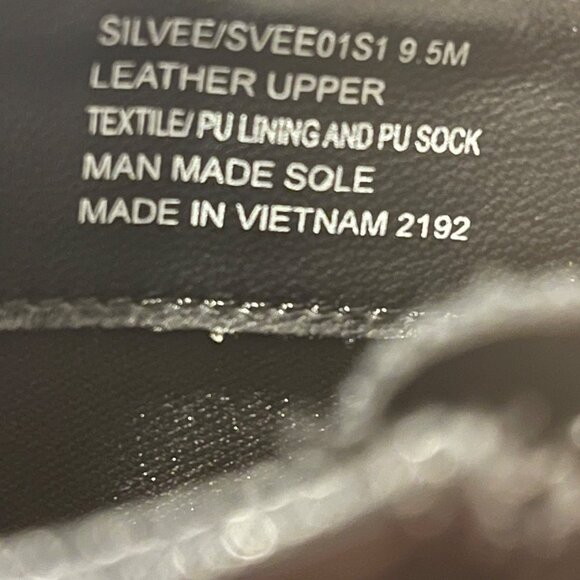 SILVEE/SVEE01S1 9.5M
LEATHER UPPER
TEXTILE/ PU LINING AND PU SOCK
MAN MADE SOLE
MADE IN VIETNAM 2192